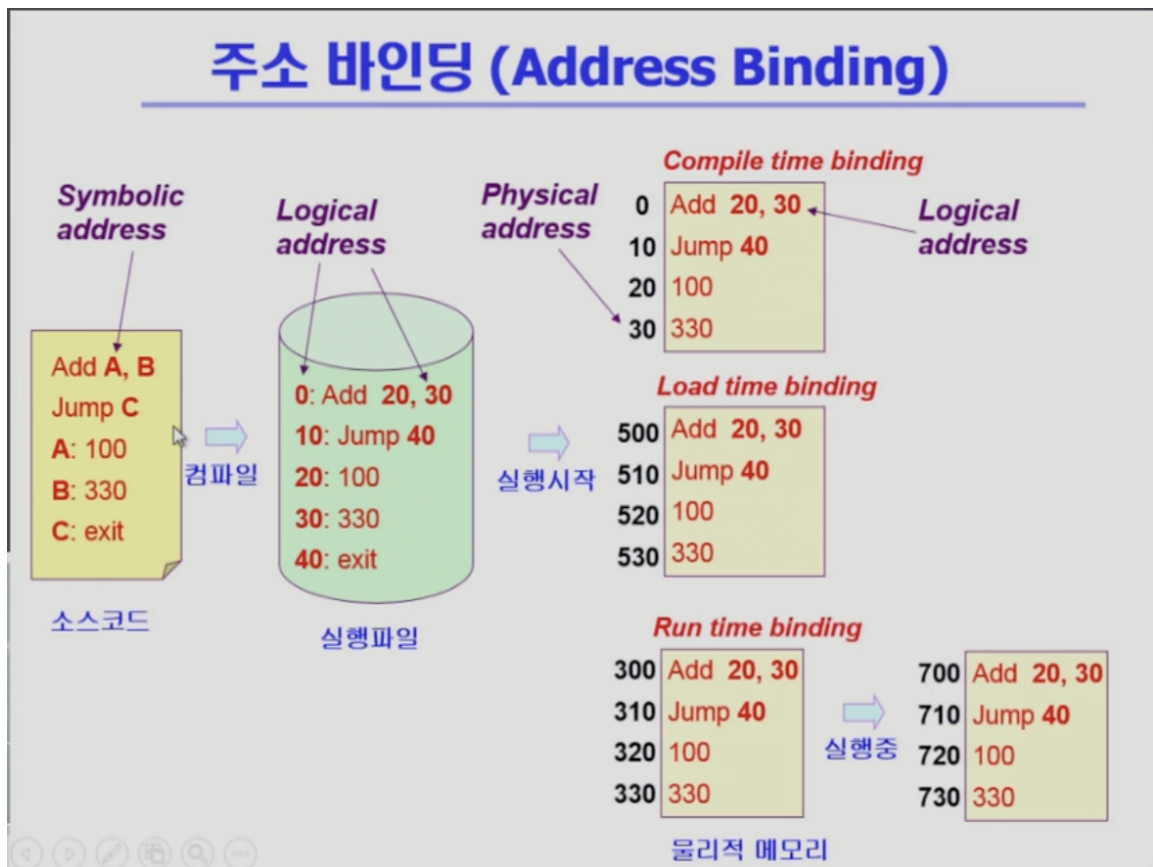 주소 바인딩 (Address Binding)
Symbolic
address
Add A, B
Jump C
A: 100
B: 330
C: exit
소스코드
컴파일
Logical
address
0: Add 20, 30
10: Jump 40
20: 100
30: 330
40: exit
실행파일
실행시작
Physical
address
Compile time binding
0 Add 20, 30
10 Jump 40
20 100
30 330
Logical
address
Load time binding
500 Add 20, 30
510 Jump 40
520 100
530 330
Run time binding
300 Add 20, 30
310 Jump 40
320 100
330 330
실행중
700 Add 20, 30
710 Jump 40
720 100
730 330
물리적 메모리